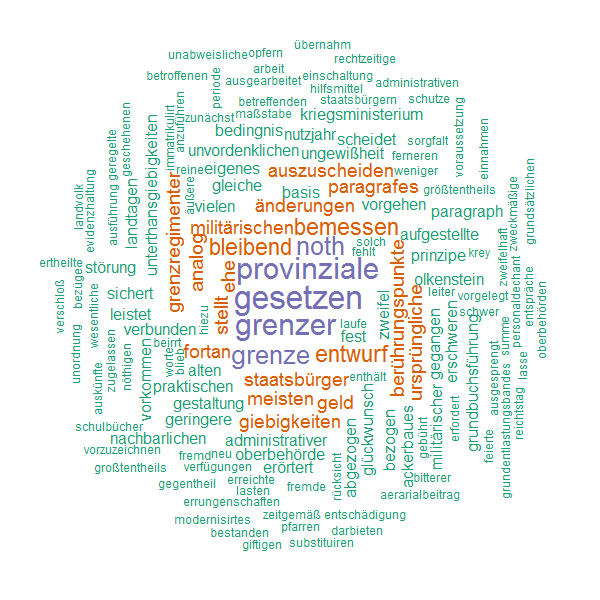 übernahm
unabweisliche
opfern
rechtzeitige
betroffenen
arbeit
ausgearbeitet
einschaltung
administrativen
periode
hilfsmittel
betreffenden
staatsbürgern
schutze
immatrikulirt
anzuführen
zunächst
maßstabe
kriegsministerium
voraussetzung
einnahmen
geschehenen
geregelte
ausführung
landtagen
unterthansgiebigkeiten
bedingnis
nutzjahr
scheidet
sorgfalt
unvordenklichen
ungewißheit
ferneren
landvolk
evidenzhaltung
reine
eigenes
auszuscheiden
weniger
äußere
gleiche
basis
paragrafes
größtentheils
grenzregimenter
vielen
änderungen
vorgehen
paragraph
zweckmäßige
grundsätzlichen
militärischen
bemessen
aufgestellte
analog
bleibend
noth
solch
fehlt
berührungspunkte
prinzipe
krey
zweifelhaft
personaldechant
entspräche
oberbehörden
ertheilte
störung
stellt
ehe
provinziale
ursprüngliche
olkenstein
leiter
vorgelegt
verschloß
bezüge
sichert
gesetzen
schwer
unordnung
wesentliche
leistet
hiezu
grenzer
laufe
zweifel
fest
summe
auskünfte
zugelassen
verbunden
beirrt
worte
blieb
fortan
grenze
entwurf
gegangen
erschweren
grundbuchsführung
nöthigen
vorkommen
alten
praktischen
staatsbürger
enthält
lasse
ausgesprengt
reichtstag
gestaltung
meisten
geld
glückwunsch
ackerbaues
militärischer
erfordert
feierte
grundentlastungsbandes
schulbücher
geringere
giebigkeiten
abgezogen
bezogen
gebührt
nachbarlichen
administrativer
vorzuzeichnen
fremd
neu
oberbehörde
großtentheils
verfügungen
erörtert
gegentheil
erreichte
rücksicht
bitterer
lasten
fremde
aerarialbeitrag
errungenschaften
modernisirtes
zeitgemäß
entschädigung
bestanden
pfarren
darbieten
giftigen
substituiren